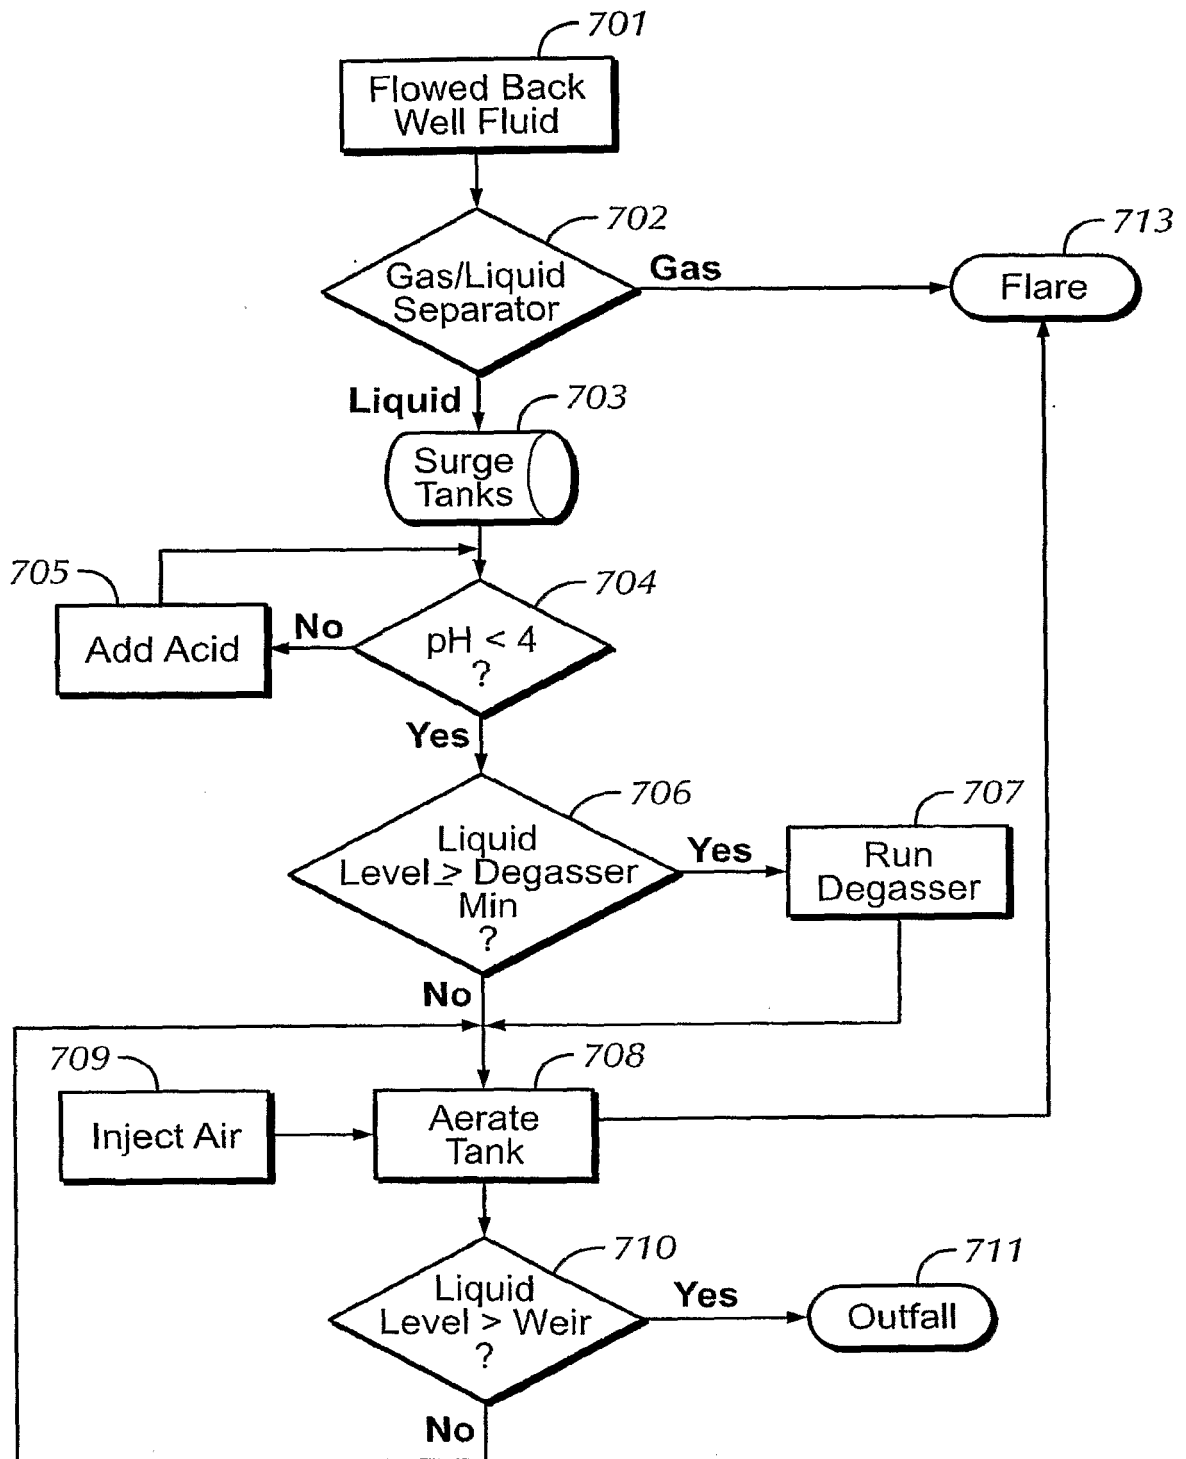 701
Flowed Back
Well Fluid
702
Gas/Liquid
Separator
Gas
713
Flare
Liquid
703
Surge
Tanks
705
Add Acid
No
704
pH < 4
?
Yes
706
Liquid
Level ≥ Degasser
Min
?
Yes
707
Run
Degasser
No
709
Inject Air
708
Aerate
Tank
710
Liquid
Level > Weir
?
Yes
711
Outfall
No